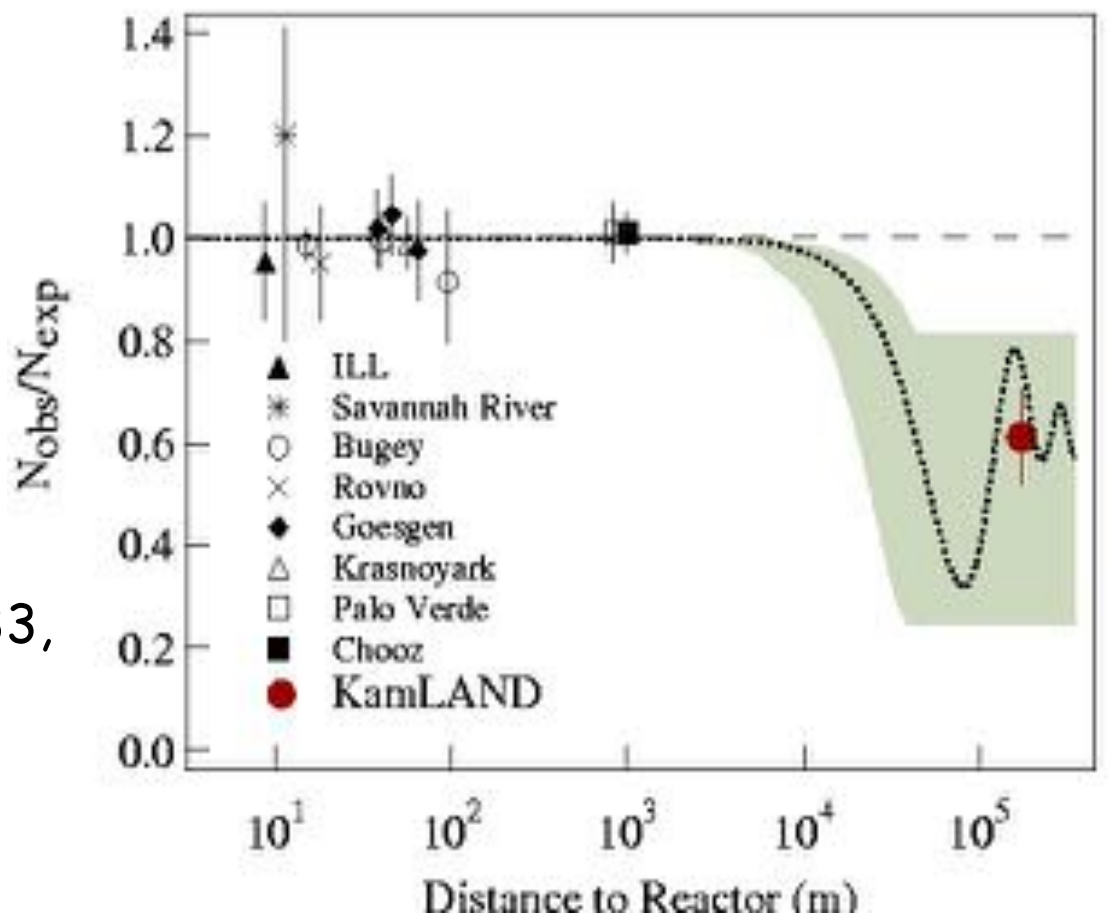 1.4
1.2
1.0
0.8
0.6
0.4
0.2
0.0
Nobs/Nexp
ILL
Savannah River
Bugey
Rovno
Goesgen
Krasnoyark
Palo Verde
Chooz
KamLAND
3,
10¹ 10² 10³ 10⁴ 10⁵
Distance to Reactor (m)